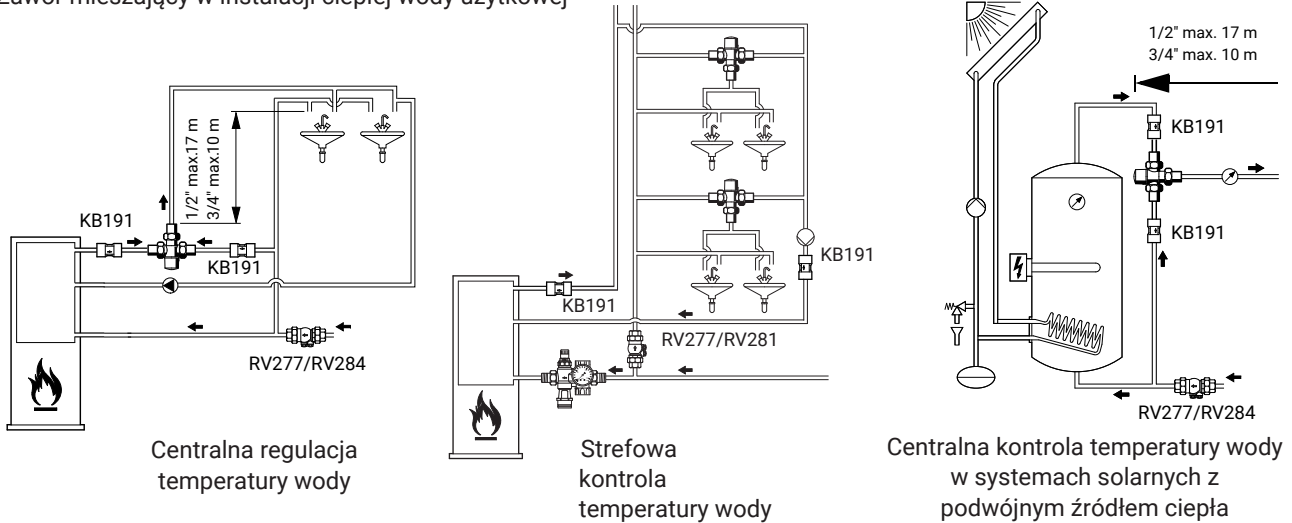 Zawór mieszający w instalacji ciepłej wody użytkowej
1/2" max.17 m
3/4" max.10 m
KB191
KB191
RV277/RV284
Centralna regulacja
temperatury wody
KB191
KB191
RV277/RV281
Strefowa
kontrola
temperatury wody
1/2" max. 17 m
3/4" max. 10 m
KB191
KB191
RV277/RV284
Centralna kontrola temperatury wody
w systemach solarnych z
podwójnym źródłem ciepła